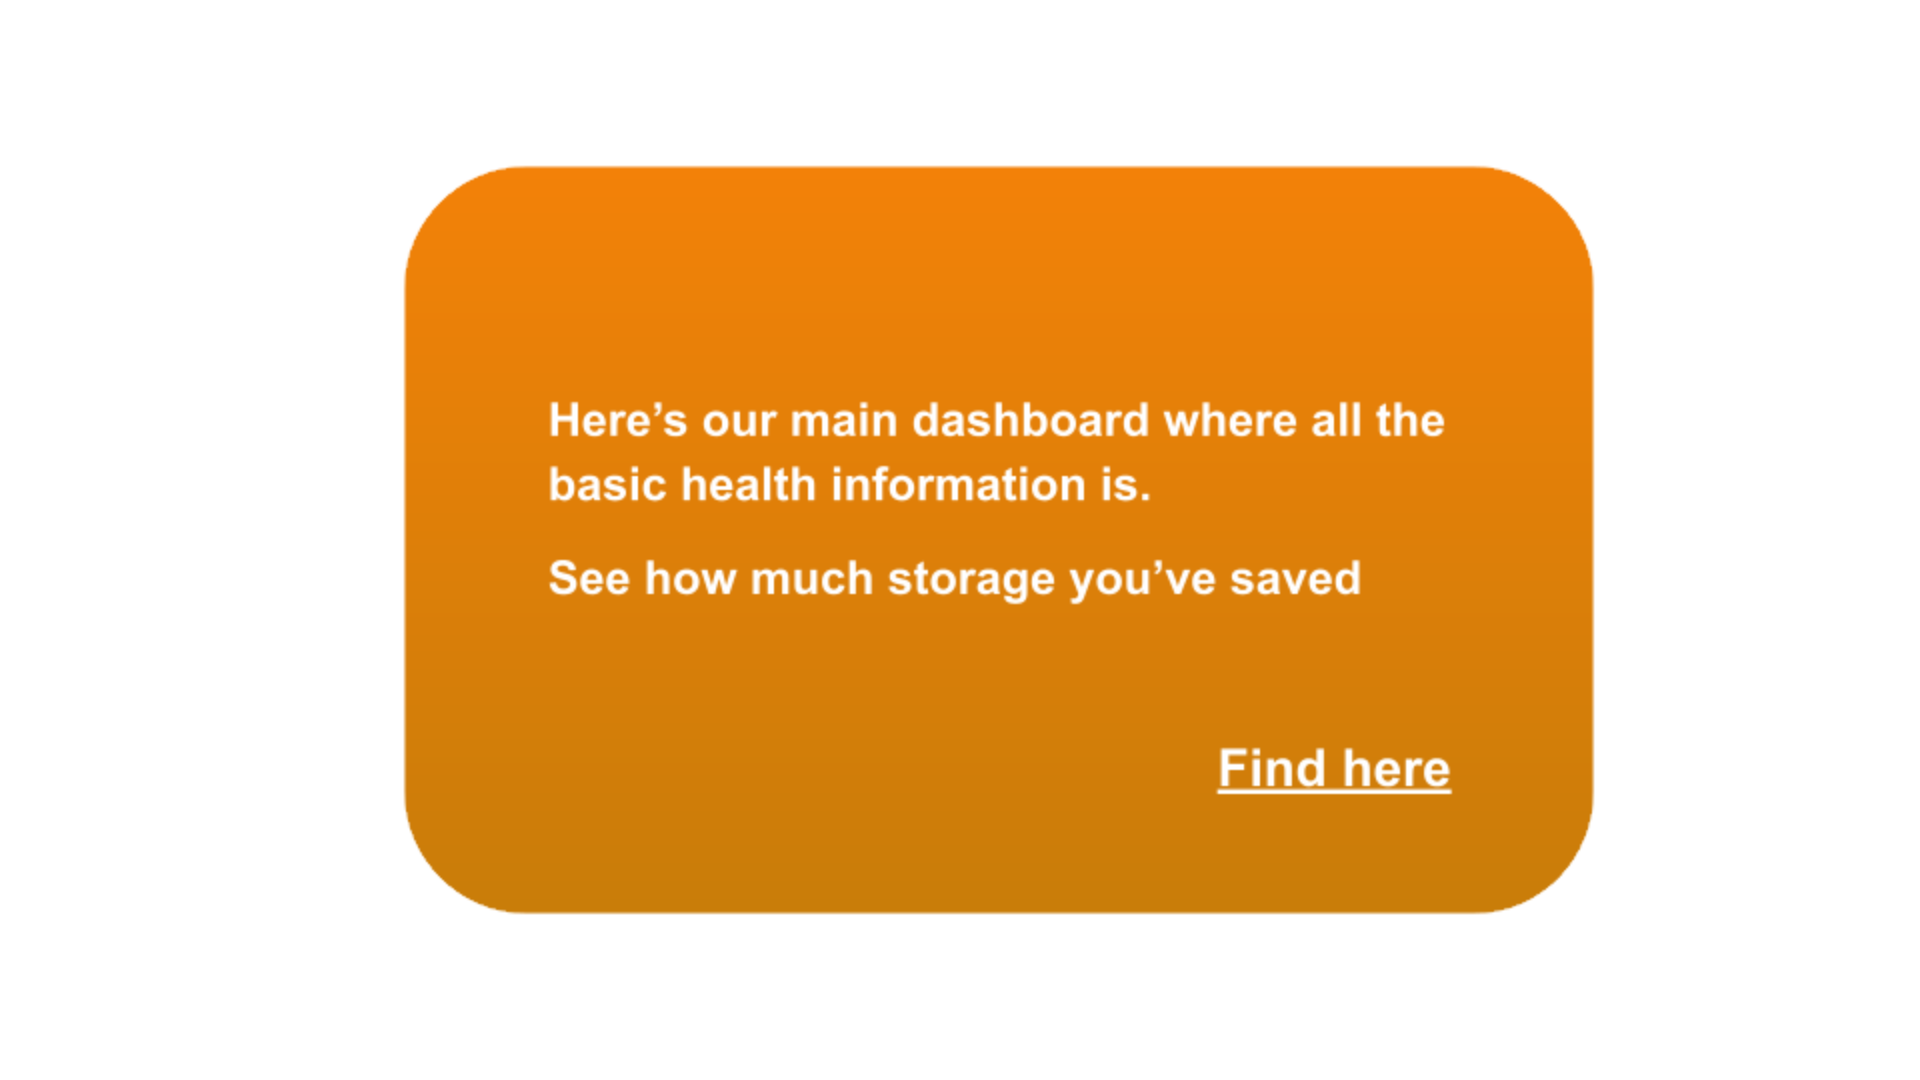 Here’s our main dashboard where all the
basic health information is.
See how much storage you’ve saved
Find here